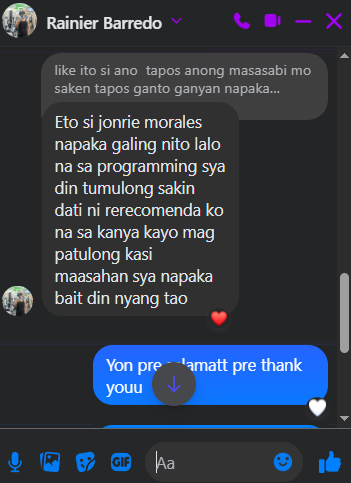 Rainier Barredo
like ito si ano tapos anong masasabi mo
saken tapos ganto ganyan napaka...
Eto si jonrie morales
napaka galing nito lalo
na sa programming sya
din tumulong sakin
dati ni rerecomenda ko
na sa kanya kayo mag
patulong kasi
maasahan sya napaka
bait din nyang tao
Yon pre salamatt pre thank
youu
GIF
Aa